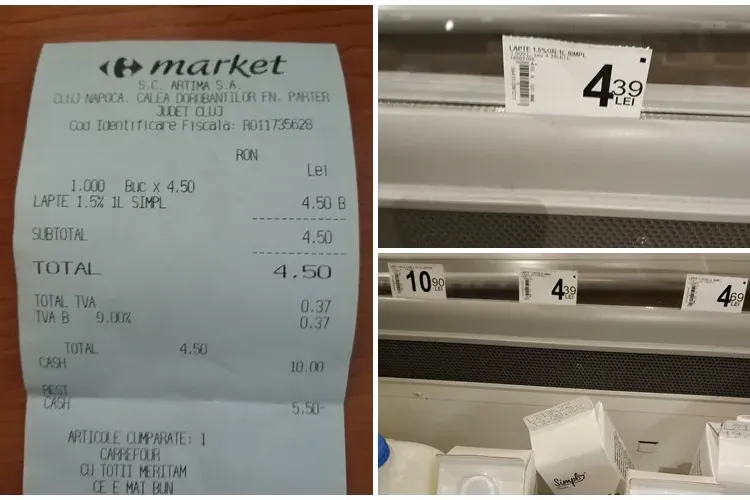 market
S.C. ARTIMA S.A.
CLUJ-NAPOCA. CALEA DOROBANTILOR FN. PARTER
JUDET CLUJ
Cod Identificare Fiscala: RO11735628
RON
Lei
1.000 Buc x 4.50
LAPTE 1.5% 1L SIMPL 4.50 B
SUBTOTAL 4.50
TOTAL 4.50
TOTAL TVA 0.37
TVA B 9.00% 0.37
TOTAL 4.50
CASH 10.00
REST
CASH 5.50-
ARTICOLE CUMPARATE: 1
CARREFOUR
CU TOTII MERITAM
CE E MAI BUN
LAPTE 1.5%GR 1L SIMPL
4 39
LEI
10 90
LEI
4 39
LEI
4 69
LEI
Simpl